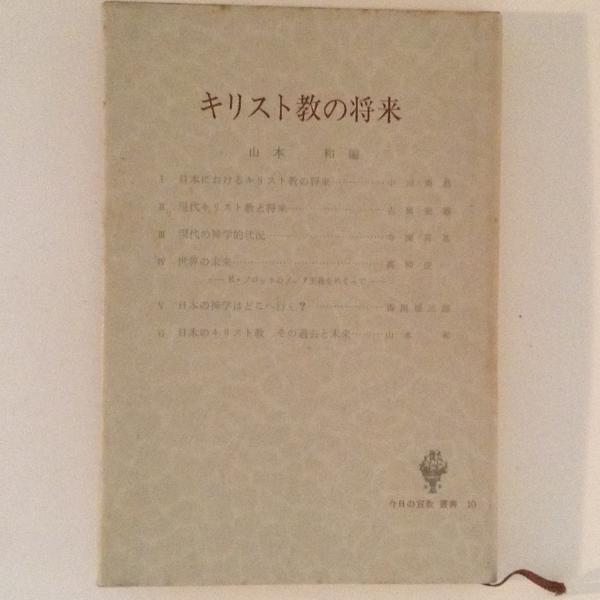 キリスト教の将来
山本 和編
I 日本におけるキリスト教の将来……………
II 現代キリスト教と将来……………
III 現代の神学的状況……………
IV 世界の未来……………
V 日本の神学はどこへ行く?……………
VI 日本のキリスト教 その過去と未来………山本 和
今日の宣教 叢書 10